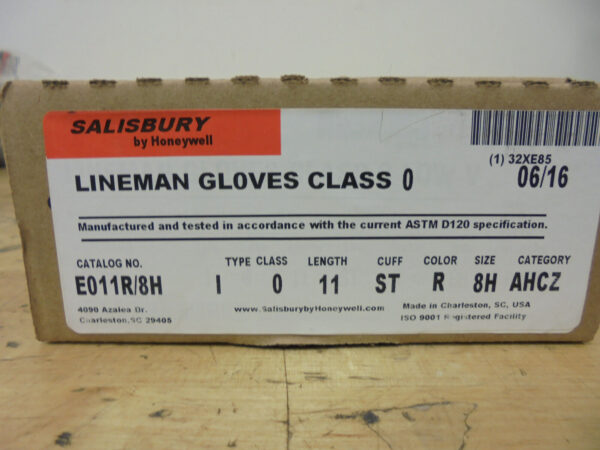 SALISBURY
by Honeywell
(1) 32XE85
LINEMAN GLOVES CLASS 0 06/16
Manufactured and tested in accordance with the current ASTM D120 specification.
CATALOG NO. TYPE CLASS LENGTH CUFF COLOR SIZE CATEGORY
E011R/8H I 0 11 ST R 8H AHCZ
4090 Azalea Dr. www.SalisburybyHoneywell.com Made in Charleston, SC, USA
Charleston, SC 29405 ISO 9001 Registered Facility